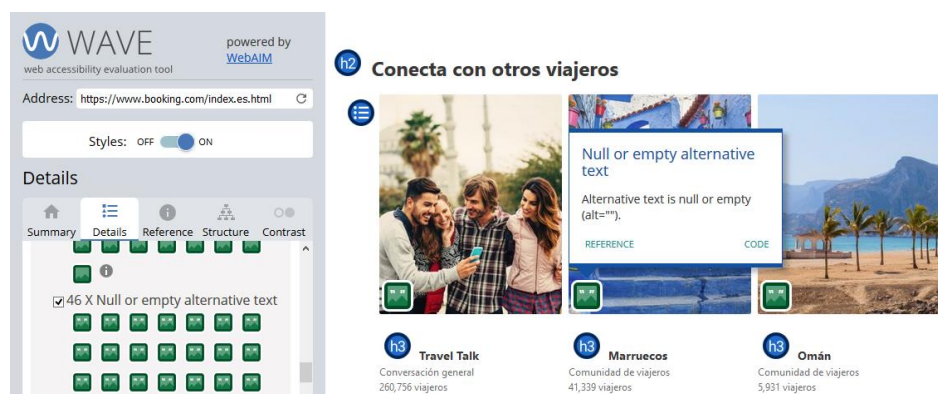 WAVE
web accessibility evaluation tool
powered by
WebAIM
Address: https://www.booking.com/index.es.html
Styles: OFF ON
Details
Summary Details Reference Structure Contrast
46 X Null or empty alternative text
h2 Conecta con otros viajeros
Null or empty alternative
text
Alternative text is null or empty
(alt="").
REFERENCE CODE
h3 Travel Talk
Conversación general
260,756 viajeros
h3 Marruecos
Comunidad de viajeros
41,339 viajeros
h3 Omán
Comunidad de viajeros
5,931 viajeros